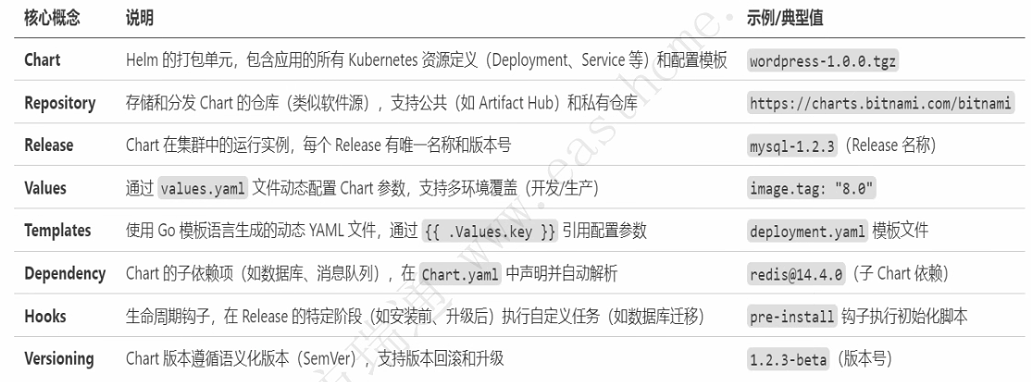 核心概念 说明 示例/典型值
Chart Helm 的打包单元，包含应用的所有 Kubernetes 资源定义（Deployment、Service 等）和配置模板 wordpress-1.0.0.tgz
Repository 存储和分发 Chart 的仓库（类似软件源），支持公共（如 Artifact Hub）和私有仓库 https://charts.bitnami.com/bitnami
Release Chart 在集群中的运行实例，每个 Release 有唯一名称和版本号 mysql-1.2.3（Release 名称）
Values 通过 values.yaml 文件动态配置 Chart 参数，支持多环境覆盖（开发/生产） image.tag: "8.0"
Templates 使用 Go 模板语言生成的动态 YAML 文件，通过 {{ .Values.key }} 引用配置参数 deployment.yaml 模板文件
Dependency Chart 的子依赖项（如数据库、消息队列），在 Chart.yaml 中声明并自动解析 redis@14.4.0（子 Chart 依赖）
Hooks 生命周期钩子，在 Release 的特定阶段（如安装前、升级后）执行自定义任务（如数据库迁移） pre-install 钩子执行初始化脚本
Versioning Chart 版本遵循语义化版本（SemVer），支持版本回滚和升级 1.2.3-beta（版本号）
瑞通 www.easthome.